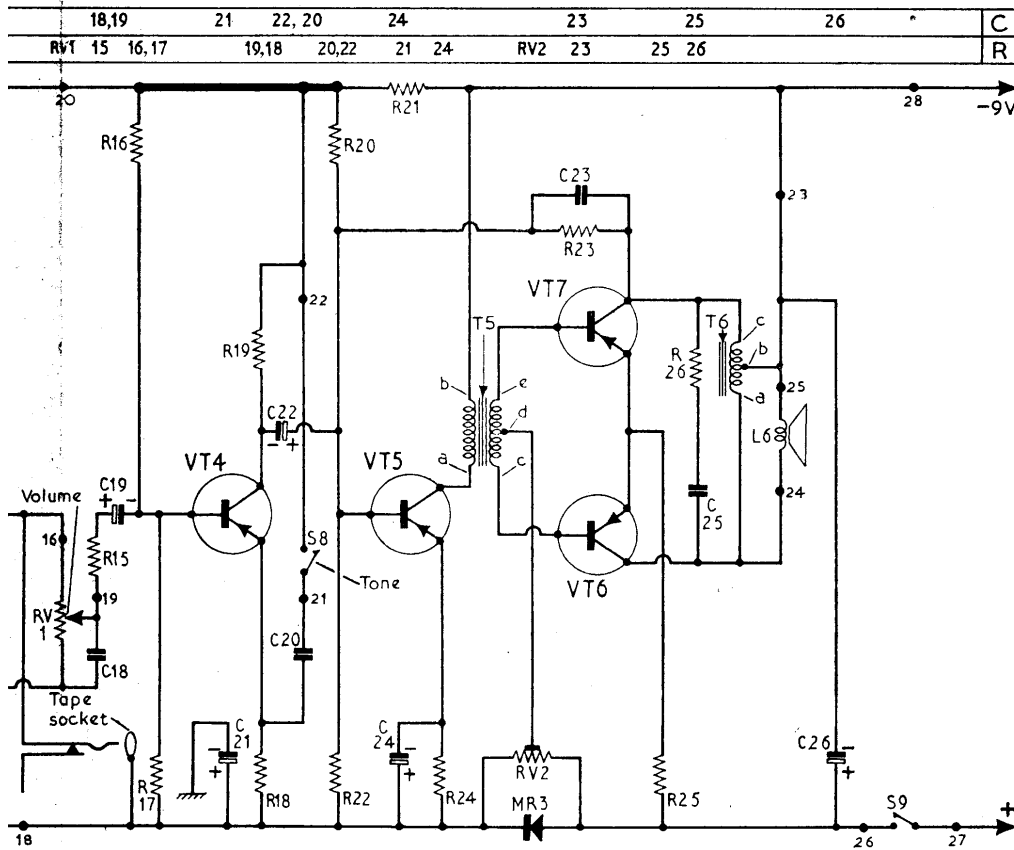 18,19 21 22, 20 24 23 25 26 C
RV1 15 16,17 19,18 20,22 21 24 RV2 23 25 26 R
20 R21 28 -9V
R16 R20
C23
23
R23
22 VT7
T5 T6 c
R19 R 26 b
b e a 25
C22 d
- + L6
a c
VT4 VT5
C19 24
Volume + - C 25
16 S8
R15 VT6
Tone
19 21
RV 1
C20
C18
Tape socket
C 21 - + C 24 - + C26 - +
RV2
R 17 R18 R22 R24 MR3 R25 S9 +
18 26 27